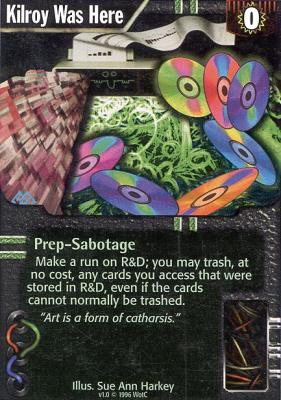 Kilroy Was Here
0
Prep-Sabotage
Make a run on R&D; you may trash, at
no cost, any cards you access that were
stored in R&D, even if the cards
cannot normally be trashed.
"Art is a form of catharsis."
Illus. Sue Ann Harkey
v1.0 © 1996 WotC